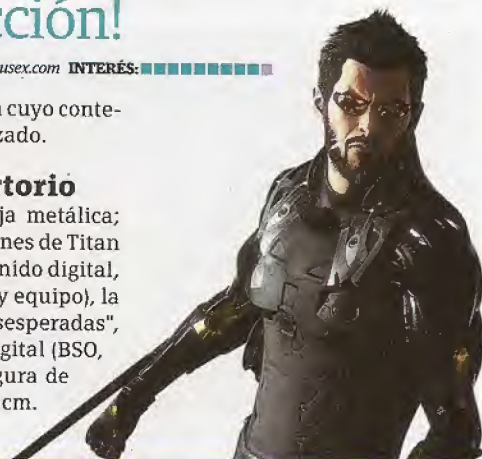 cción!
usex.com INTERÉS:
cuyo conte-
zado.
rtorio
ja metálica;
nes de Titan
nido digital,
y equipo), la
sesperadas",
gital (BSO,
gura de
cm.